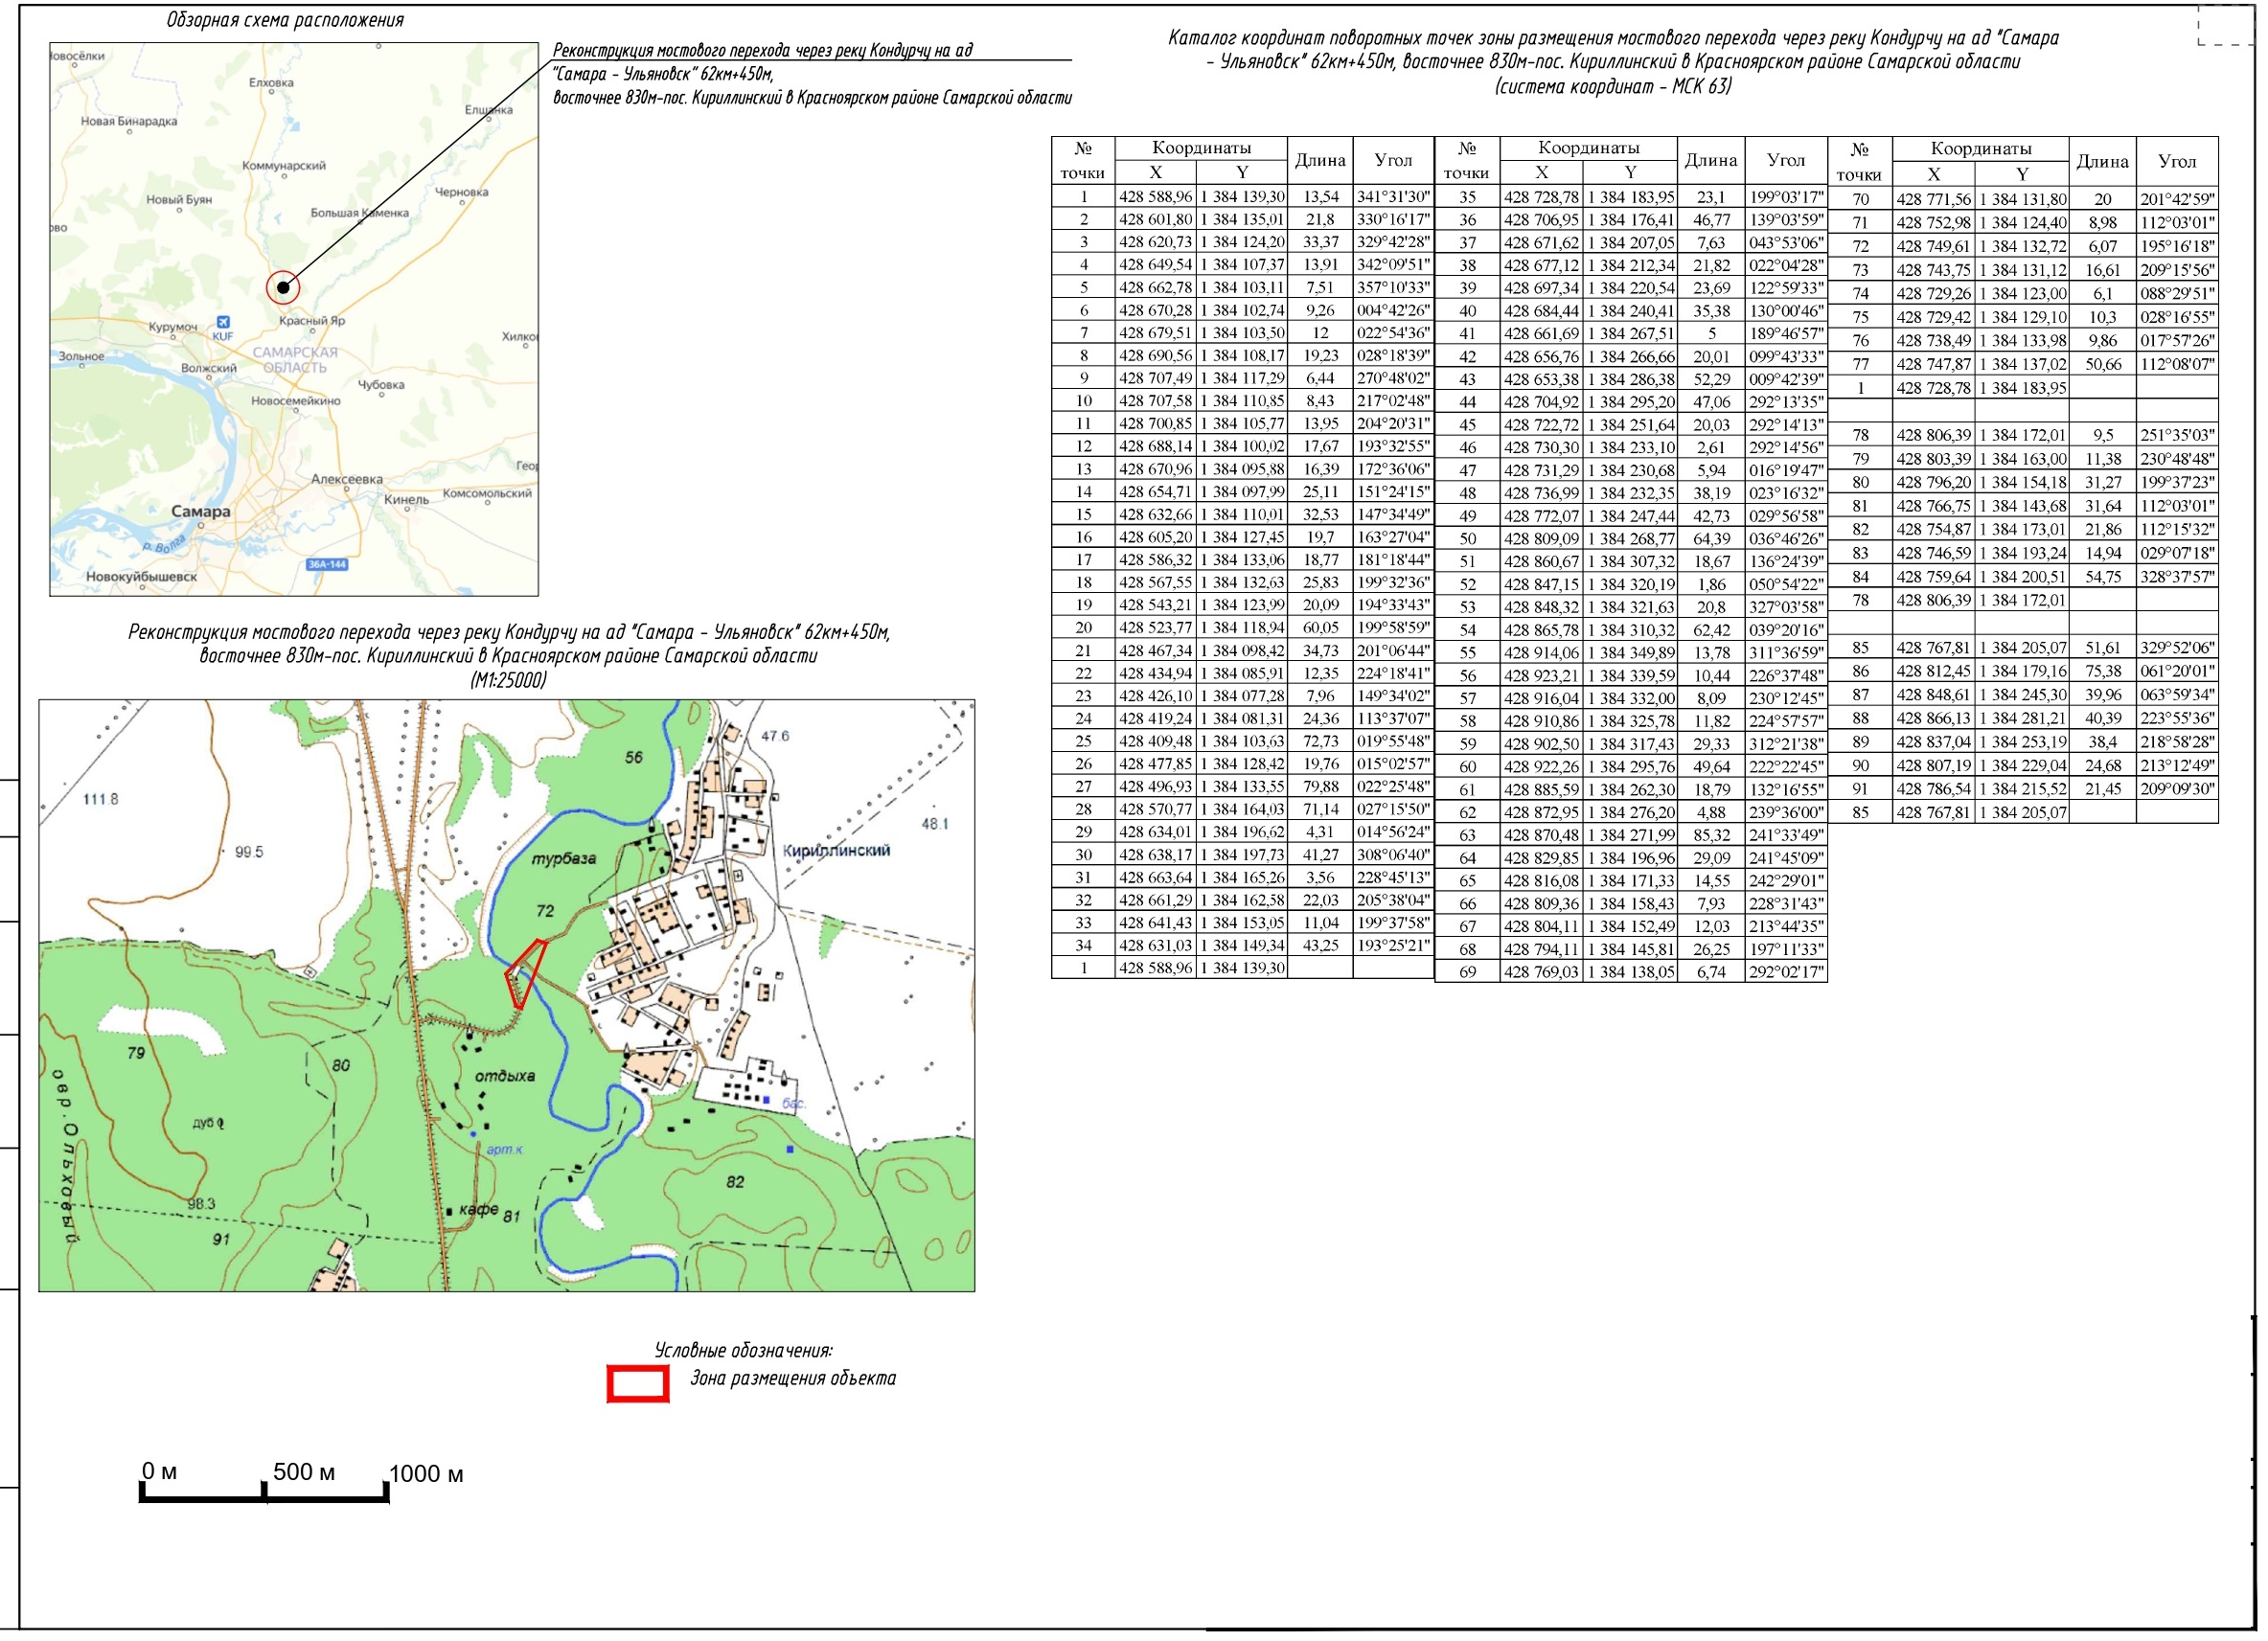 Обзорная схема расположения
Новосёлки
Елховка
Елшанка
Новая Бинарадка
Коммунарский
Черновка
Новый Буян
Большая Каменка
Курумоч
KUF
Красный Яр
Хилко
Зольное
САМАРСКАЯ
ОБЛАСТЬ
Волжский
Чубовка
Новосемейкино
Алексеевка
Кинель
Комсомольский
Самара
р. Волга
36А-144
Новокуйбышевск
Реконструкция мостового перехода через реку Кондурчу на ад
"Самара - Ульяновск" 62км+450м,
восточнее 830м-пос. Кириллинский в Красноярском районе Самарской области
Каталог координат поворотных точек зоны размещения мостового перехода через реку Кондурчу на ад "Самара
- Ульяновск" 62км+450м, восточнее 830м-пос. Кириллинский в Красноярском районе Самарской области
(система координат - МСК 63)
№ точки Координаты X Y Длина Угол
1 428 588,96 1 384 139,30 13,54 341°31'30"
2 428 601,80 1 384 135,01 21,8 330°16'17"
3 428 620,73 1 384 124,20 33,37 329°42'28"
4 428 649,54 1 384 107,37 13,91 342°09'51"
5 428 662,78 1 384 103,11 7,51 357°10'33"
6 428 670,28 1 384 102,74 9,26 004°42'26"
7 428 679,51 1 384 103,50 12 022°54'36"
8 428 690,56 1 384 108,17 19,23 028°18'39"
9 428 707,49 1 384 117,29 6,44 270°48'02"
10 428 707,58 1 384 110,85 8,43 217°02'48"
11 428 700,85 1 384 105,77 13,95 204°20'31"
12 428 688,14 1 384 100,02 17,67 193°32'55"
13 428 670,96 1 384 095,88 16,39 172°36'06"
14 428 654,71 1 384 097,99 25,11 151°24'15"
15 428 632,66 1 384 110,01 32,53 147°34'49"
16 428 605,20 1 384 127,45 19,7 163°27'04"
17 428 586,32 1 384 133,06 18,77 181°18'44"
18 428 567,55 1 384 132,63 25,83 199°32'36"
19 428 543,21 1 384 123,99 20,09 194°33'43"
20 428 523,77 1 384 118,94 60,05 199°58'59"
21 428 467,34 1 384 098,42 34,73 201°06'44"
22 428 434,94 1 384 085,91 12,35 224°18'41"
23 428 426,10 1 384 077,28 7,96 149°34'02"
24 428 419,24 1 384 081,31 24,36 113°37'07"
25 428 409,48 1 384 103,63 72,73 019°55'48"
26 428 477,85 1 384 128,42 19,76 015°02'57"
27 428 496,93 1 384 133,55 79,88 022°25'48"
28 428 570,77 1 384 164,03 71,14 027°15'50"
29 428 634,01 1 384 196,62 4,31 014°56'24"
30 428 638,17 1 384 197,73 41,27 308°06'40"
31 428 663,64 1 384 165,26 3,56 228°45'13"
32 428 661,29 1 384 162,58 22,03 205°38'04"
33 428 641,43 1 384 153,05 11,04 199°37'58"
34 428 631,03 1 384 149,34 43,25 193°25'21"
1 428 588,96 1 384 139,30
№ точки Координаты X Y Длина Угол
35 428 728,78 1 384 183,95 23,1 199°03'17"
36 428 706,95 1 384 176,41 46,77 139°03'59"
37 428 671,62 1 384 207,05 7,63 043°53'06"
38 428 677,12 1 384 212,34 21,82 022°04'28"
39 428 697,34 1 384 220,54 23,69 122°59'33"
40 428 684,44 1 384 240,41 35,38 130°00'46"
41 428 661,69 1 384 267,51 5 189°46'57"
42 428 656,76 1 384 266,66 20,01 099°43'33"
43 428 653,38 1 384 286,38 52,29 009°42'39"
44 428 704,92 1 384 295,20 47,06 292°13'35"
45 428 722,72 1 384 251,64 20,03 292°14'13"
46 428 730,30 1 384 233,10 2,61 292°14'56"
47 428 731,29 1 384 230,68 5,94 016°19'47"
48 428 736,99 1 384 232,35 38,19 023°16'32"
49 428 772,07 1 384 247,44 42,73 029°56'58"
50 428 809,09 1 384 268,77 64,39 036°46'26"
51 428 860,67 1 384 307,32 18,67 136°24'39"
52 428 847,15 1 384 320,19 1,86 050°54'22"
53 428 848,32 1 384 321,63 20,8 327°03'58"
54 428 865,78 1 384 310,32 62,42 039°20'16"
55 428 914,06 1 384 349,89 13,78 311°36'59"
56 428 923,21 1 384 339,59 10,44 226°37'48"
57 428 916,04 1 384 332,00 8,09 230°12'45"
58 428 910,86 1 384 325,78 11,82 224°57'57"
59 428 902,50 1 384 317,43 29,33 312°21'38"
60 428 922,26 1 384 295,76 49,64 222°22'45"
61 428 885,59 1 384 262,30 18,79 132°16'55"
62 428 872,95 1 384 276,20 4,88 239°36'00"
63 428 870,48 1 384 271,99 85,32 241°33'49"
64 428 829,85 1 384 196,96 29,09 241°45'09"
65 428 816,08 1 384 171,33 14,55 242°29'01"
66 428 809,36 1 384 158,43 7,93 228°31'43"
67 428 804,11 1 384 152,49 12,03 213°44'35"
68 428 794,11 1 384 145,81 26,25 197°11'33"
69 428 769,03 1 384 138,05 6,74 292°02'17"
№ точки Координаты X Y Длина Угол
70 428 771,56 1 384 131,80 20 201°42'59"
71 428 752,98 1 384 124,40 8,98 112°03'01"
72 428 749,61 1 384 132,72 6,07 195°16'18"
73 428 743,75 1 384 131,12 16,61 209°15'56"
74 428 729,26 1 384 123,00 6,1 088°29'51"
75 428 729,42 1 384 129,10 10,3 028°16'55"
76 428 738,49 1 384 133,98 9,86 017°57'26"
77 428 747,87 1 384 137,02 50,66 112°08'07"
1 428 728,78 1 384 183,95
78 428 806,39 1 384 172,01 9,5 251°35'03"
79 428 803,39 1 384 163,00 11,38 230°48'48"
80 428 796,20 1 384 154,18 31,27 199°37'23"
81 428 766,75 1 384 143,68 31,64 112°03'01"
82 428 754,87 1 384 173,01 21,86 112°15'32"
83 428 746,59 1 384 193,24 14,94 029°07'18"
84 428 759,64 1 384 200,51 54,75 328°37'57"
78 428 806,39 1 384 172,01
85 428 767,81 1 384 205,07 51,61 329°52'06"
86 428 812,45 1 384 179,16 75,38 061°20'01"
87 428 848,61 1 384 245,30 39,96 063°59'34"
88 428 866,13 1 384 281,21 40,39 223°55'36"
89 428 837,04 1 384 253,19 38,4 218°58'28"
90 428 807,19 1 384 229,04 24,68 213°12'49"
91 428 786,54 1 384 215,52 21,45 209°09'30"
85 428 767,81 1 384 205,07
Реконструкция мостового перехода через реку Кондурчу на ад "Самара - Ульяновск" 62км+450м,
восточнее 830м-пос. Кириллинский в Красноярском районе Самарской области
(М1:25000)
47.6
56
111.8
48.1
99.5
турбаза
Кириллинский
72
79
80
отдыха
овр. Ольховый
бас.
дуб
арт.к.
82
98.3
кафе
81
91
Условные обозначения:
Зона размещения объекта
0 м 500 м 1000 м